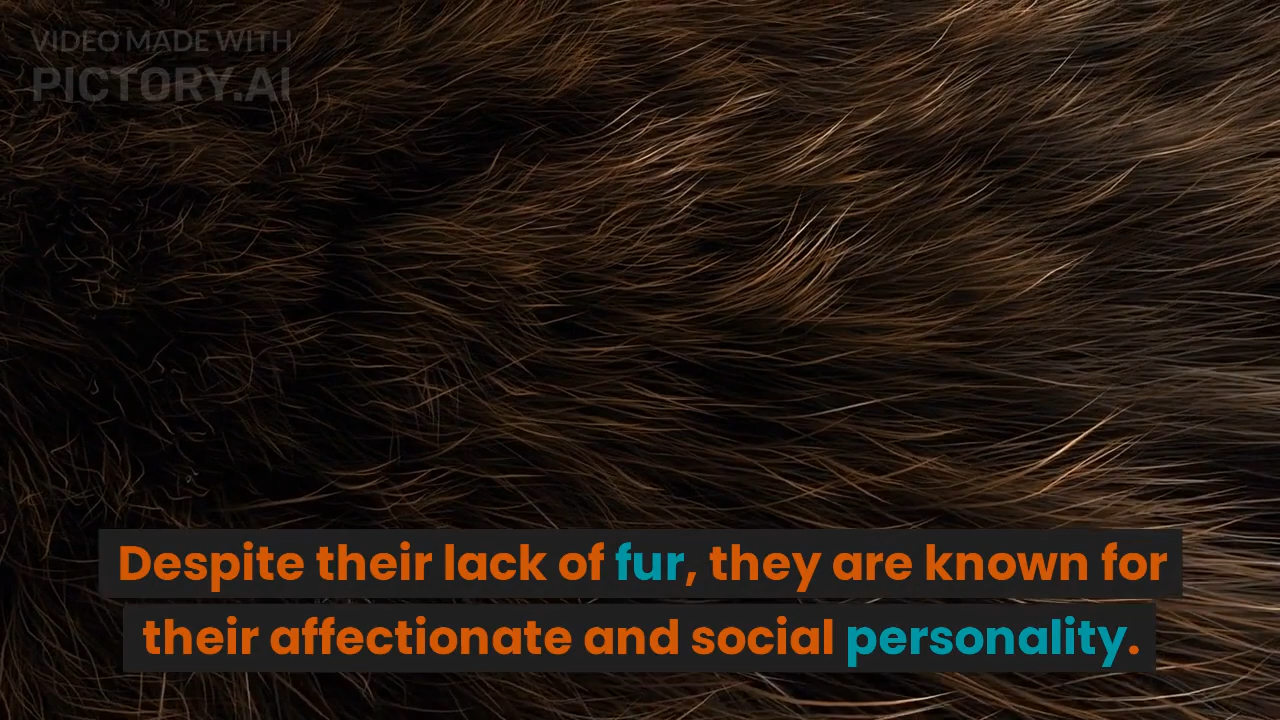 VIDEO MADE WITH
PICTORY.AI
Despite their lack of fur, they are known for
their affectionate and social personality.